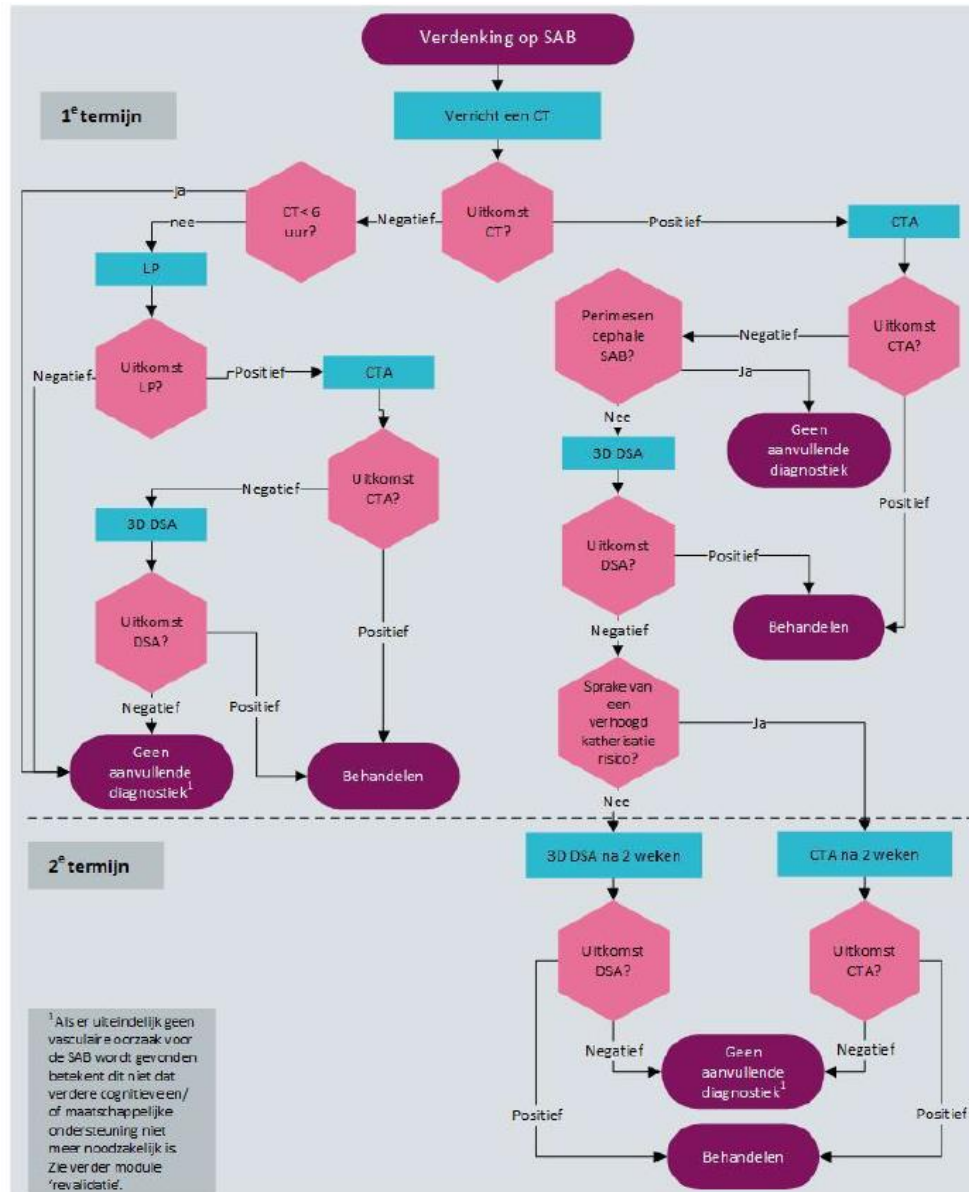 Verdenking op SAB
1e termijn
Verricht een CT
ja
CT< 6
uur?
Negatief
Uitkomst
CT?
Positief
CTA
nee
LP
Perimesen
cephale
SAB?
Negatief
Uitkomst
CTA?
Negatief
Uitkomst
LP?
Positief
CTA
Ja
Nee
Geen
aanvullende
diagnostiek
3D DSA
Negatief
Uitkomst
CTA?
Positief
3D DSA
Uitkomst
DSA?
Positief
Uitkomst
DSA?
Positief
Negatief
Behandelen
Negatief
Positief
Sprake van
een
verhoogd
katherisatie
risico?
Ja
Geen
aanvullende
diagnostiek1
Behandelen
Nee
2e termijn
3D DSA na 2 weken
CTA na 2 weken
Uitkomst
DSA?
Uitkomst
CTA?
1 Als er uiteindelijk geen
vasculaire oorzaak voor
de SAB wordt gevonden
betekent dit niet dat
verdere cognitieve en/
of maatschappelijke
ondersteuning niet
meer noodzakelijk is.
Zie verder module
'revalidatie'.
Negatief
Geen
aanvullende
diagnostiek1
Negatief
Positief
Positief
Behandelen